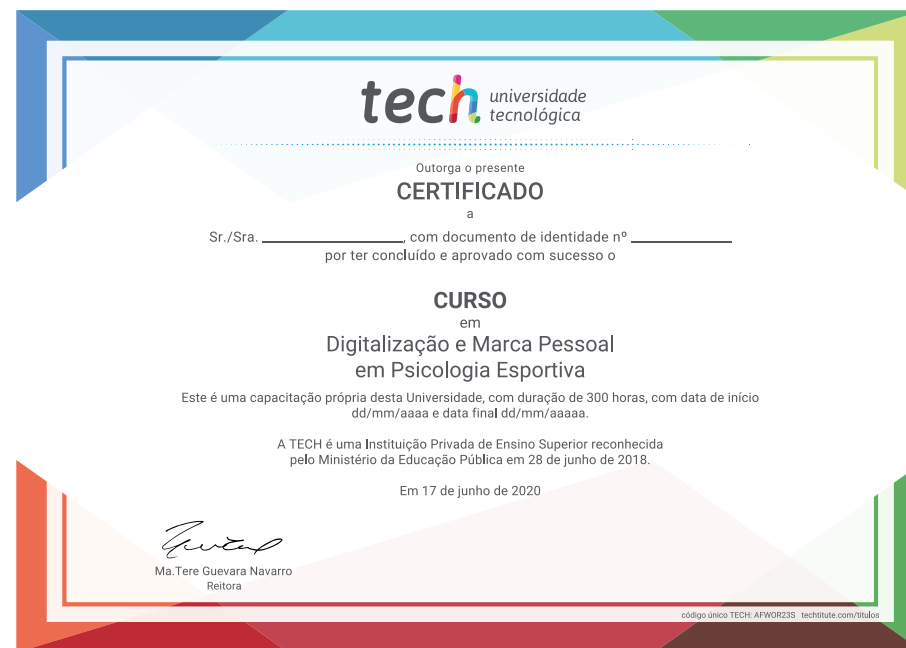 tech universidade
tecnológica
Outorga o presente
CERTIFICADO
a
Sr./Sra. ____________________, com documento de identidade nº ______________
por ter concluído e aprovado com sucesso o
CURSO
em
Digitalização e Marca Pessoal
em Psicologia Esportiva
Este é uma capacitação própria desta Universidade, com duração de 300 horas, com data de início
dd/mm/aaaa e data final dd/mm/aaaaa.
A TECH é uma Instituição Privada de Ensino Superior reconhecida
pelo Ministério da Educação Pública em 28 de junho de 2018.
Em 17 de junho de 2020
Ma.Tere Guevara Navarro
Reitora
código único TECH: AFWOR23S techtitute.com/titulos